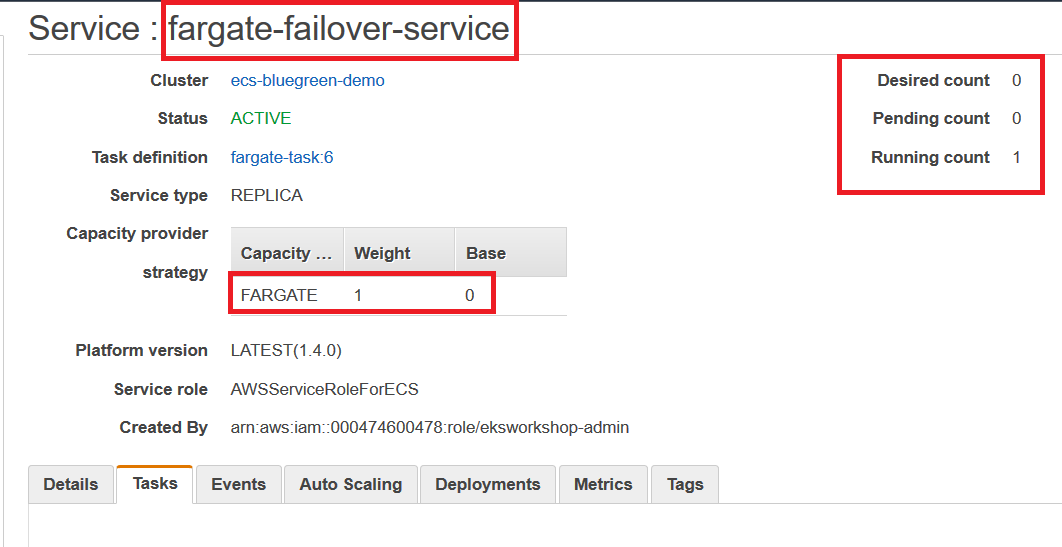 Service : fargate-failover-service
Cluster ecs-bluegreen-demo
Desired count 0
Status ACTIVE
Pending count 0
Task definition fargate-task:6
Running count 1
Service type REPLICA
Capacity provider strategy
Capacity ... Weight Base
FARGATE 1 0
Platform version LATEST(1.4.0)
Service role AWSServiceRoleForECS
Created By arn:aws:iam::000474600478:role/eksworkshop-admin
Details Tasks Events Auto Scaling Deployments Metrics Tags